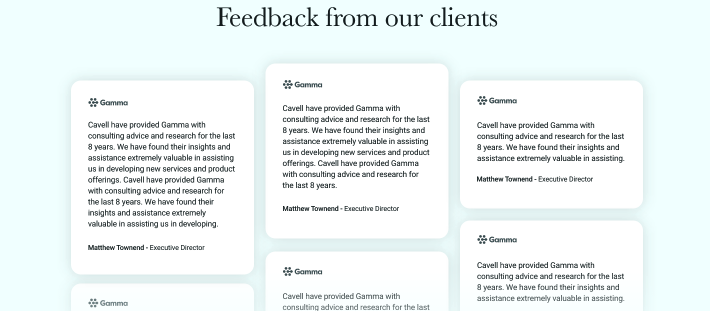 Feedback from our clients
Gamma
Cavell have provided Gamma with
consulting advice and research for the last
8 years. We have found their insights and
assistance extremely valuable in assisting
us in developing new services and product
offerings. Cavell have provided Gamma
with consulting advice and research for
the last 8 years. We have found their
insights and assistance extremely
valuable in assisting us in developing.
Matthew Townend - Executive Director
Gamma
Gamma
Cavell have provided Gamma with
consulting advice and research for the last
8 years. We have found their insights and
assistance extremely valuable in assisting
us in developing new services and product
offerings. Cavell have provided Gamma
with consulting advice and research for
the last 8 years.
Matthew Townend - Executive Director
Gamma
Cavell have provided Gamma with
consulting advice and research for the last
Gamma
Cavell have provided Gamma with
consulting advice and research for the last
8 years. We have found their insights and
assistance extremely valuable in assisting.
Matthew Townend - Executive Director
Gamma
Cavell have provided Gamma with
consulting advice and research for the last
8 years. We have found their insights and
assistance extremely valuable in assisting.